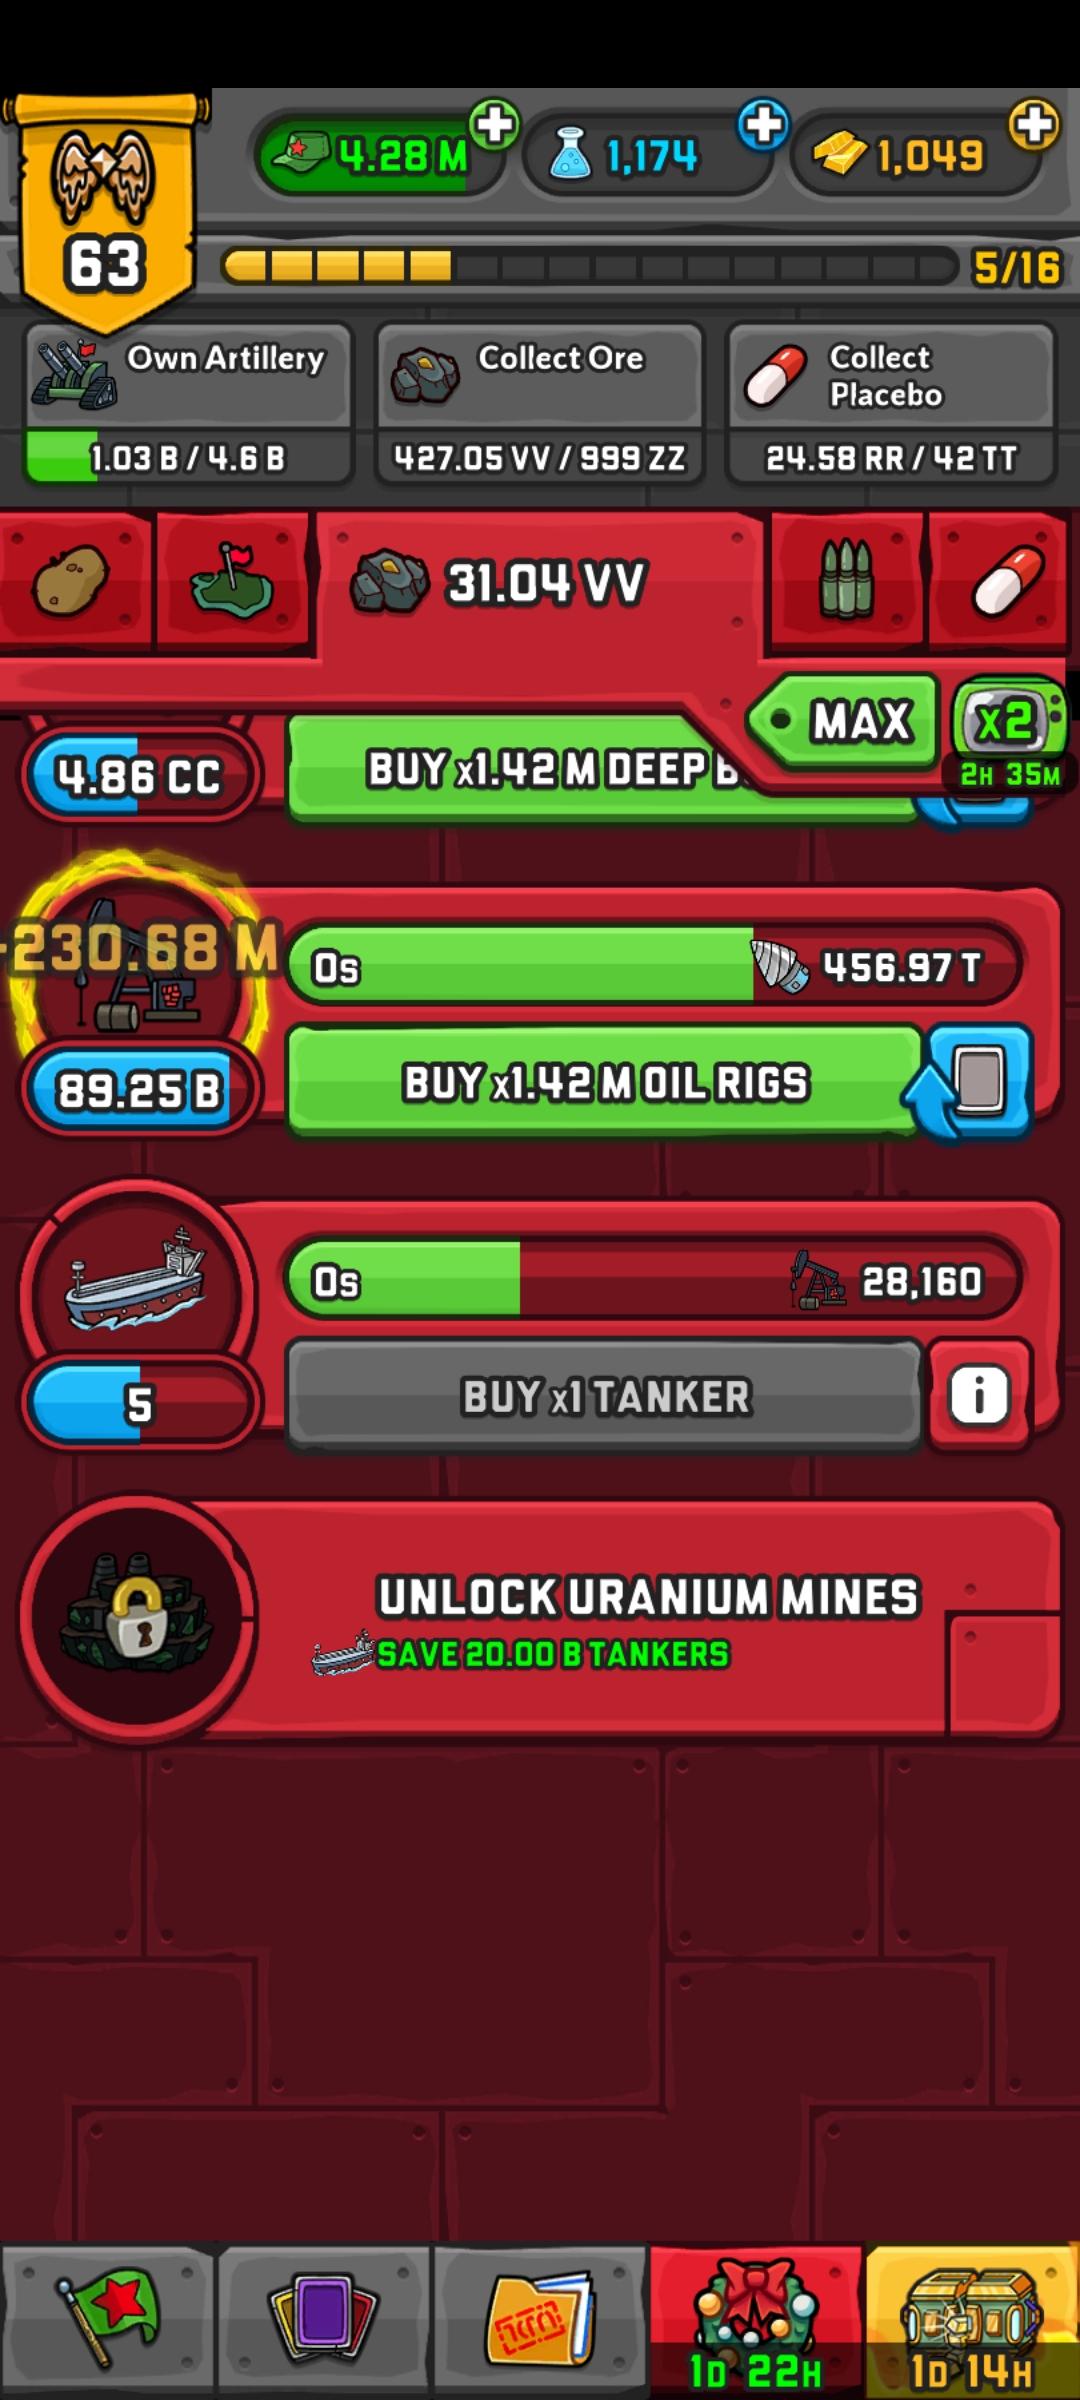 4.28 M
1,174
1,049
63
5/16
Own Artillery
1.03 B / 4.6 B
Collect Ore
427.05 VV / 999 ZZ
Collect
Placebo
24.58 RR / 42 TT
31.04 VV
MAX
x2
2H 35M
4.86 CC
BUY x1.42 M DEEP B
-230.68 M
0s
456.97 T
89.25 B
BUY x1.42 M OIL RIGS
0s
28,160
5
BUY x1 TANKER
i
UNLOCK URANIUM MINES
SAVE 20.00 B TANKERS
1D 22H
1D 14H